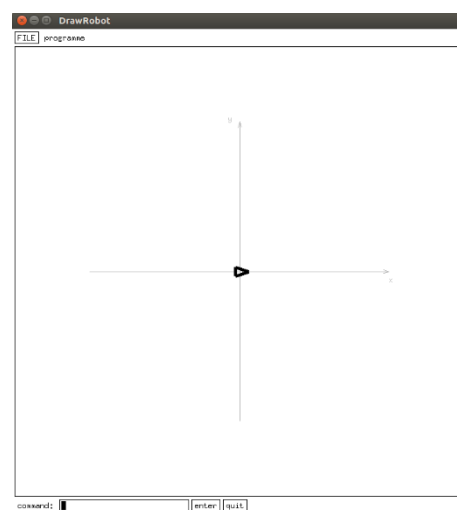 DrawRobot
FILE programme
y
x
command:
enter quit